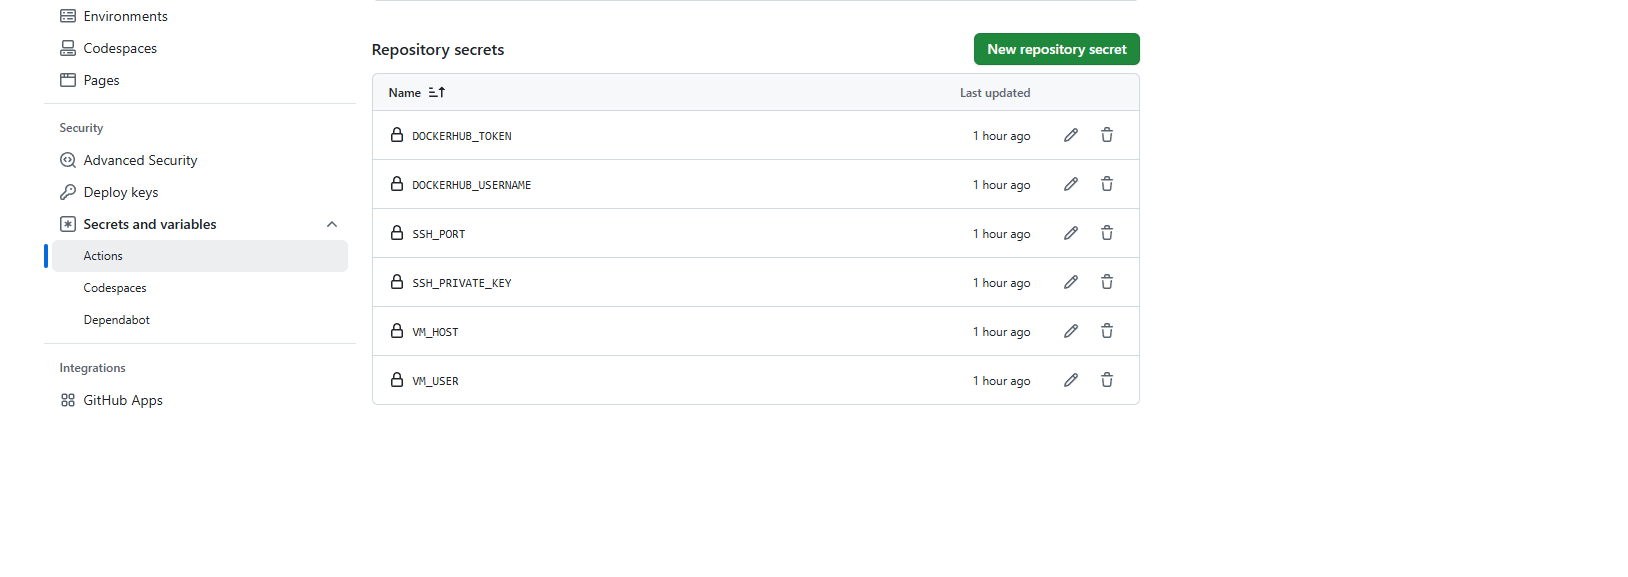 Environments
Codespaces
Pages
Security
Advanced Security
Deploy keys
Secrets and variables
Actions
Codespaces
Dependabot
Integrations
GitHub Apps
Repository secrets
New repository secret
Name Last updated
DOCKERHUB_TOKEN 1 hour ago
DOCKERHUB_USERNAME 1 hour ago
SSH_PORT 1 hour ago
SSH_PRIVATE_KEY 1 hour ago
VM_HOST 1 hour ago
VM_USER 1 hour ago